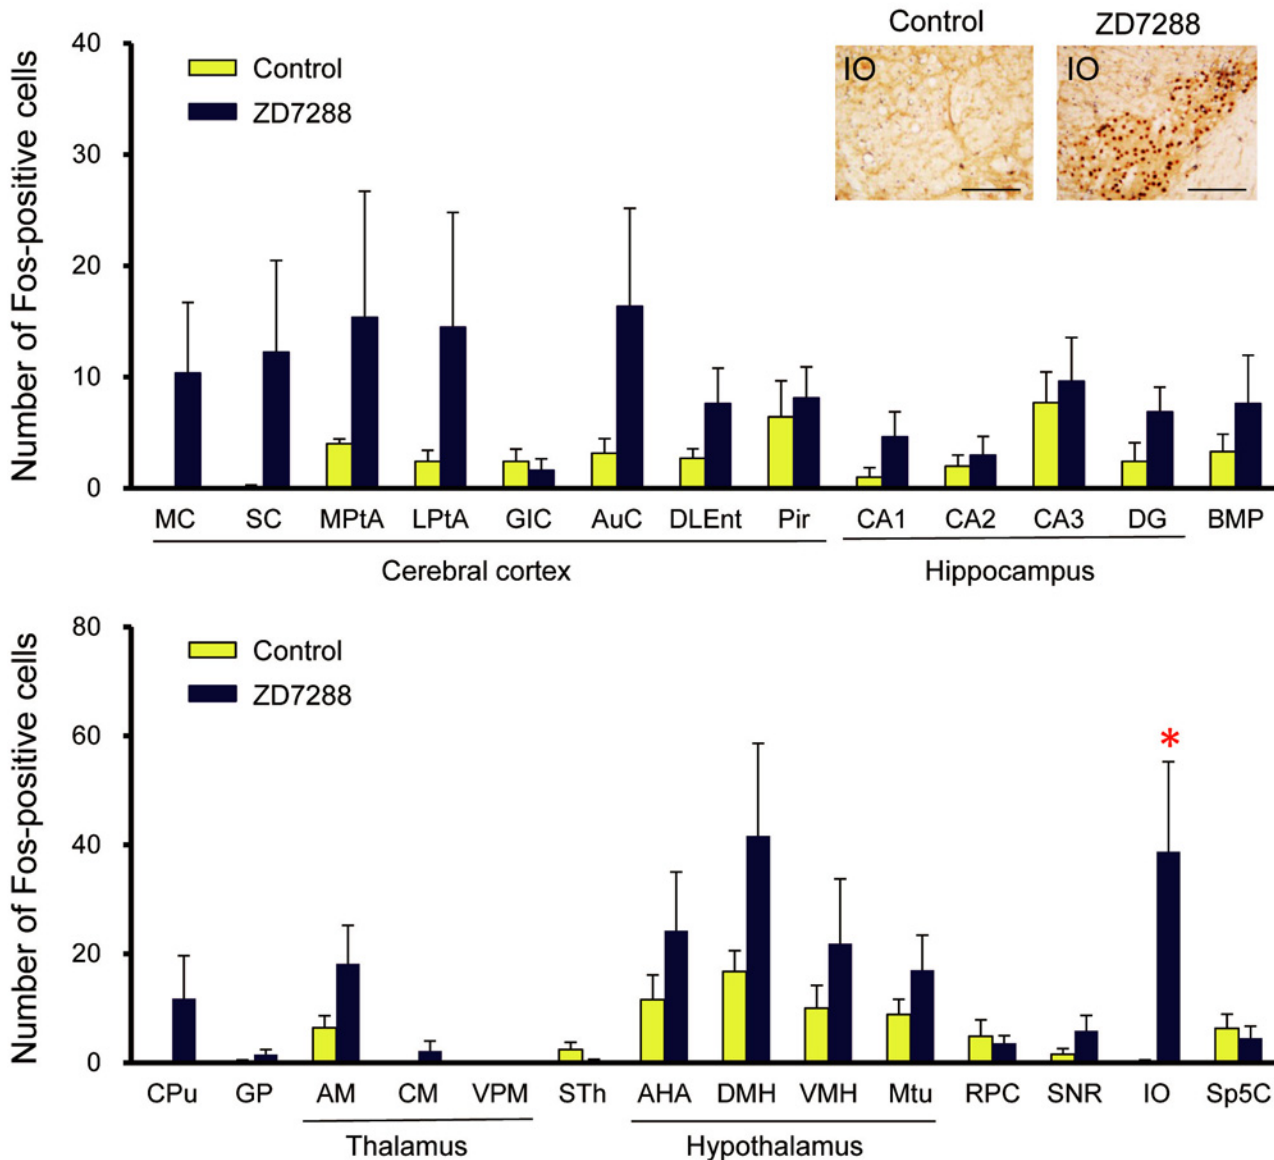 Control ZD7288
IO IO
Number of Fos-positive cells
40
30
20
10
0
Control
ZD7288
MC SC MPtA LPtA GIC AuC DLEnt Pir CA1 CA2 CA3 DG BMP
Cerebral cortex Hippocampus
Number of Fos-positive cells
80
60
40
20
0
Control
ZD7288
*
CPu GP AM CM VPM STh AHA DMH VMH Mtu RPC SNR IO Sp5C
Thalamus Hypothalamus